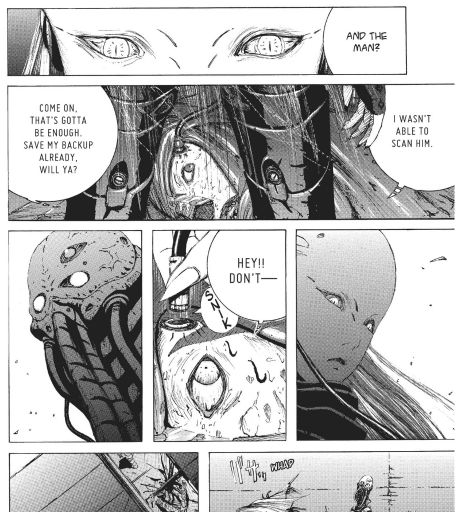 AND THE
MAN?
I WASN'T
ABLE TO
SCAN HIM.
COME ON,
THAT'S GOTTA
BE ENOUGH.
SAVE MY BACKUP
ALREADY,
WILL YA?
HEY!!
DON'T—
SNK
WHAP